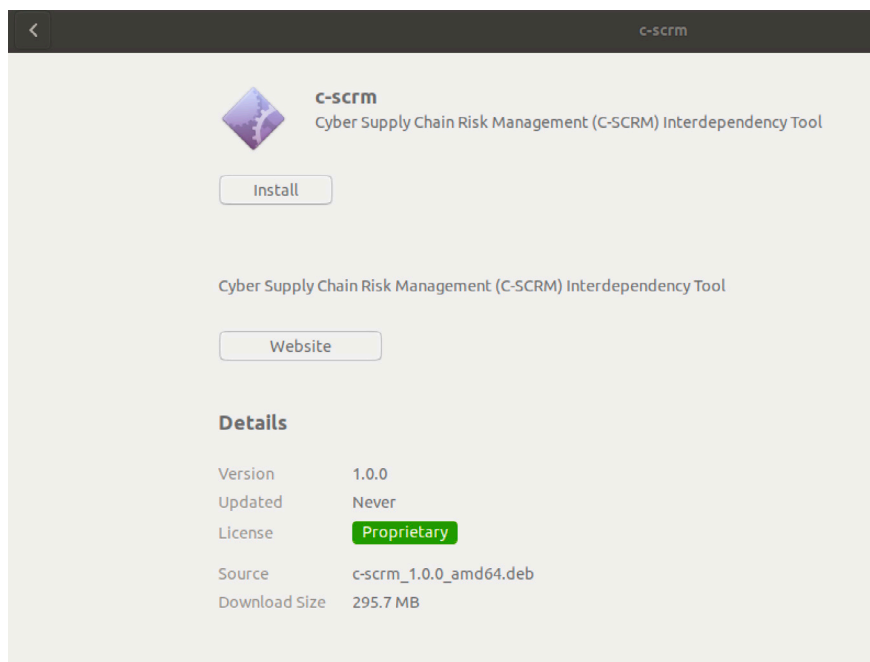 c-scrm
c-scrm
Cyber Supply Chain Risk Management (C-SCRM) Interdependency Tool
Install
Cyber Supply Chain Risk Management (C-SCRM) Interdependency Tool
Website
Details
Version 1.0.0
Updated Never
License Proprietary
Source c-scrm_1.0.0_amd64.deb
Download Size 295.7 MB